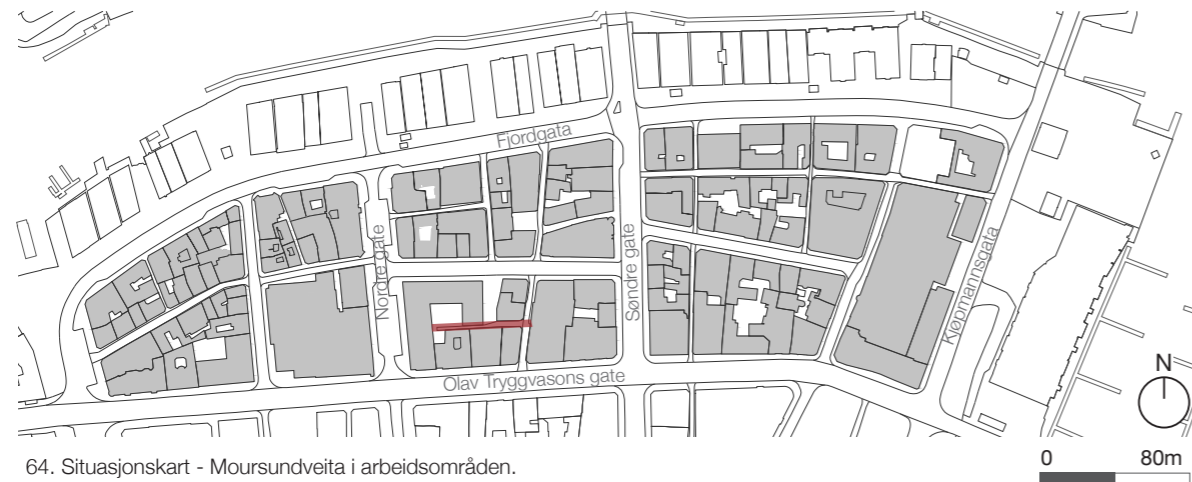 Fjordgata
Nordre gate
Søndre gate
Kjøpmannsgata
Olav Tryggvasons gate
N
64. Situasjonskart - Moursundveita i arbeidsområden.
0 80m